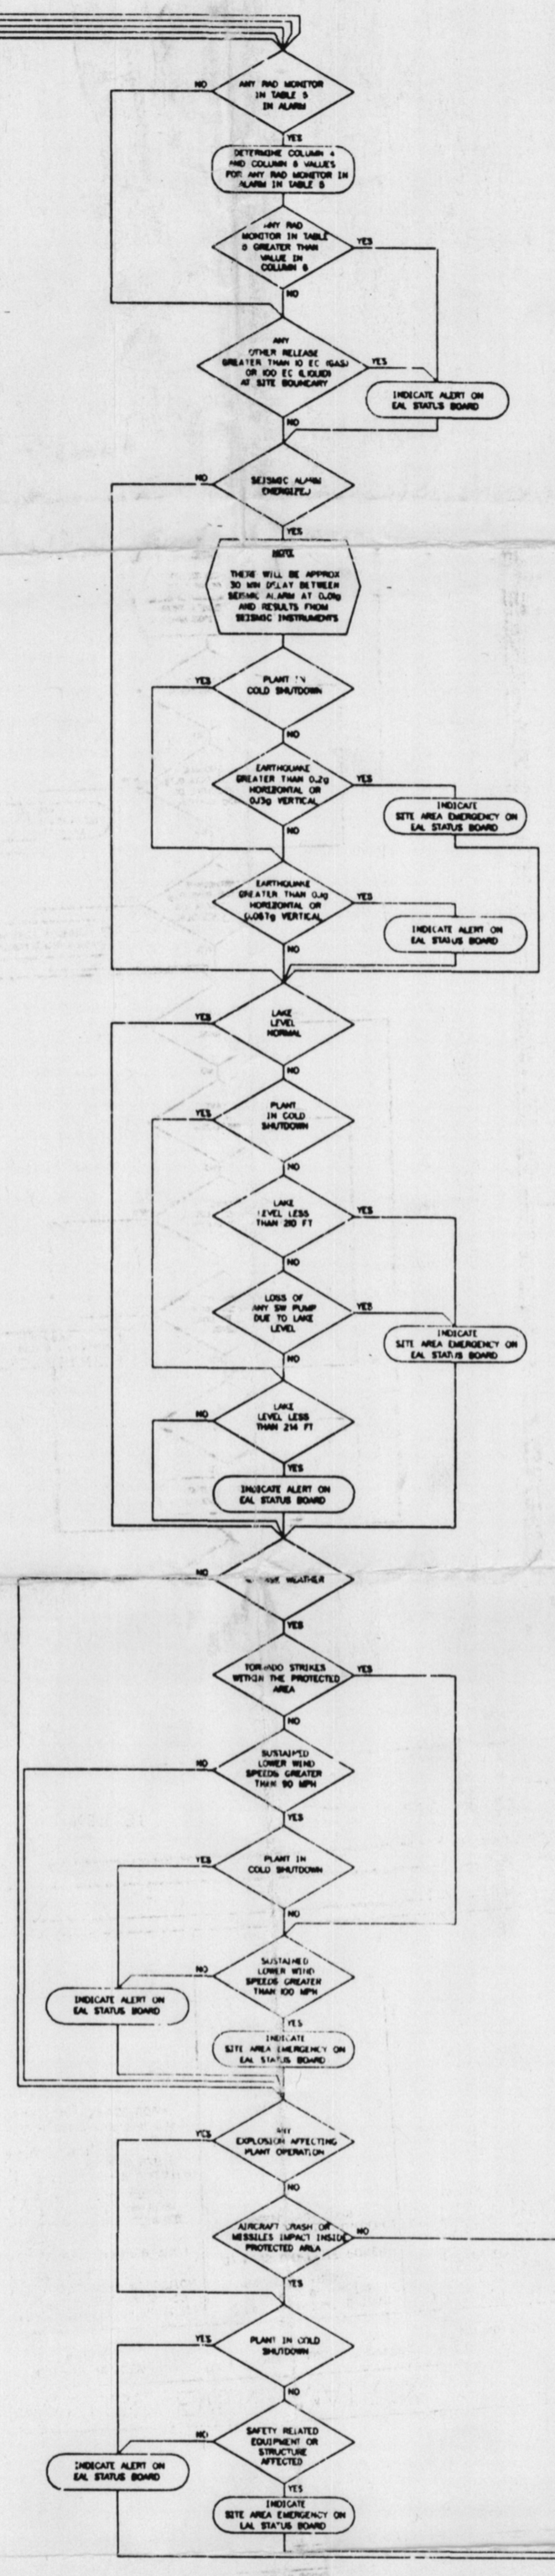 NO
ANY RAD MONITOR
IN TABLE 5
IN ALARM
YES
DETERMINE COLUMN 4
AND COLUMN 6 VALUES
FOR ANY RAD MONITOR IN
ALARM IN TABLE 5
ANY RAD
MONITOR IN TABLE
5 GREATER THAN
VALUE IN
COLUMN 6
YES
NO
ANY
OTHER RELEASE
GREATER THAN 10 EC (GAS)
OR 100 EC (LIQUID)
AT SITE BOUNDARY
YES
INDICATE ALERT ON
EAL STATUS BOARD
NO
NO
SEISMIC ALARM
ENERGIZED
YES
NOTE
THERE WILL BE APPROX
30 MIN DELAY BETWEEN
SEISMIC ALARM AT 0.01g
AND RESULTS FROM
SEISMIC INSTRUMENTS
YES
PLANT IN
COLD SHUTDOWN
NO
EARTHQUAKE
GREATER THAN 0.2g
HORIZONTAL OR
0.13g VERTICAL
YES
INDICATE
SITE AREA EMERGENCY ON
EAL STATUS BOARD
NO
EARTHQUAKE
GREATER THAN 0.1g
HORIZONTAL OR
0.067g VERTICAL
YES
INDICATE ALERT ON
EAL STATUS BOARD
NO
YES
LAKE
LEVEL
NORMAL
NO
YES
PLANT
IN COLD
SHUTDOWN
NO
LAKE
LEVEL LESS
THAN 210 FT
YES
NO
LOSS OF
ANY SW PUMP
DUE TO LAKE
LEVEL
YES
INDICATE
SITE AREA EMERGENCY ON
EAL STATUS BOARD
NO
NO
LAKE
LEVEL LESS
THAN 214 FT
YES
INDICATE ALERT ON
EAL STATUS BOARD
NO
WEATHER
YES
TORNADO STRIKES
WITHIN THE PROTECTED
AREA
YES
NO
NO
SUSTAINED
LOWER WIND
SPEEDS GREATER
THAN 90 MPH
YES
YES
PLANT IN
COLD SHUTDOWN
NO
NO
SUSTAINED
LOWER WIND
SPEEDS GREATER
THAN 100 MPH
INDICATE ALERT ON
EAL STATUS BOARD
YES
INDICATE
SITE AREA EMERGENCY ON
EAL STATUS BOARD
YES
ANY
EXPLOSION AFFECTING
PLANT OPERATION
NO
AIRCRAFT CRASH OR
MISSILES IMPACT INSIDE
PROTECTED AREA
NO
YES
YES
PLANT IN COLD
SHUTDOWN
NO
NO
SAFETY RELATED
EQUIPMENT OR
STRUCTURE
AFFECTED
INDICATE ALERT ON
EAL STATUS BOARD
YES
INDICATE
SITE AREA EMERGENCY ON
EAL STATUS BOARD